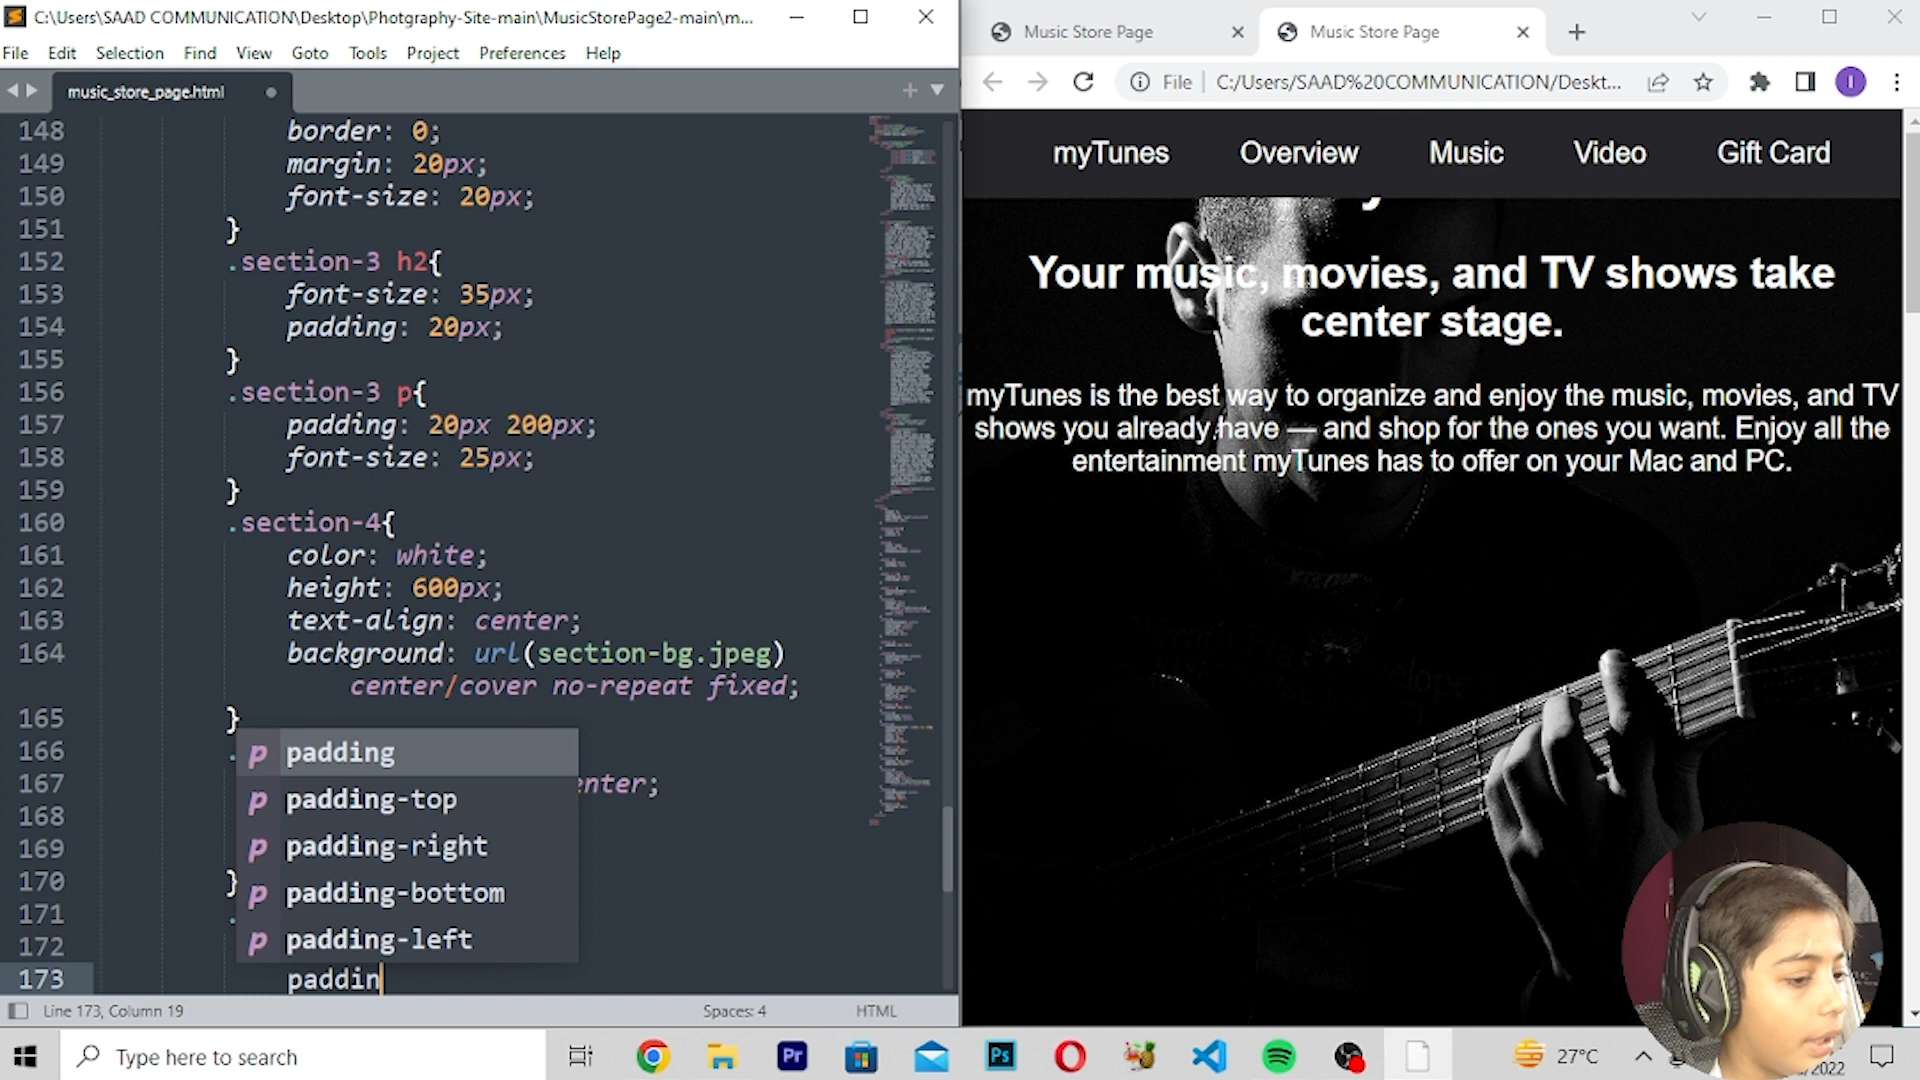 C:\Users\SAAD COMMUNICATION\Desktop\Photgraphy-Site-main\MusicStorePage2-main\m...
File Edit Selection Find View Goto Tools Project Preferences Help
music_store_page.html
148 border: 0;
149 margin: 20px;
150 font-size: 20px;
151 }
152 .section-3 h2{
153 font-size: 35px;
154 padding: 20px;
155 }
156 .section-3 p{
157 padding: 20px 200px;
158 font-size: 25px;
159 }
160 .section-4{
161 color: white;
162 height: 600px;
163 text-align: center;
164 background: url(section-bg.jpeg)
center/cover no-repeat fixed;
165 }
166 .
167 enter;
168
169
170 }
171 .
172
173 paddin
p padding
p padding-top
p padding-right
p padding-bottom
p padding-left
Line 173, Column 19 Spaces: 4 HTML
Music Store Page Music Store Page
File C:/Users/SAAD%20COMMUNICATION/Deskt... I
myTunes Overview Music Video Gift Card
Your music, movies, and TV shows take
center stage.
myTunes is the best way to organize and enjoy the music, movies, and TV
shows you already have — and shop for the ones you want. Enjoy all the
entertainment myTunes has to offer on your Mac and PC.
Type here to search Pr Ps 27°C
/2022